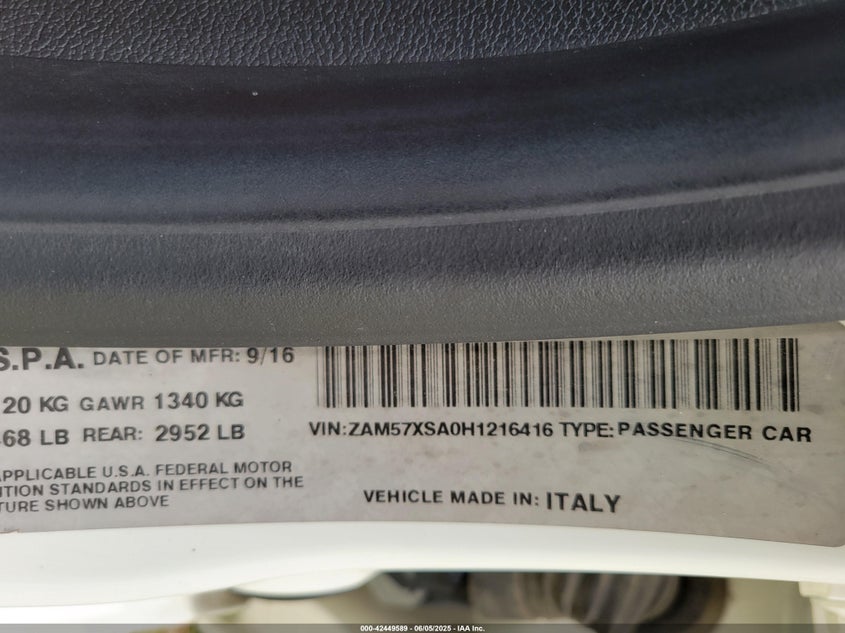 S.P.A. DATE OF MFR: 9/16
20 KG GAWR 1340 KG
68 LB REAR: 2952 LB
VIN:ZAM57XSA0H1216416 TYPE:PASSENGER CAR
APPLICABLE U.S.A. FEDERAL MOTOR
TION STANDARDS IN EFFECT ON THE
TURE SHOWN ABOVE
VEHICLE MADE IN: ITALY
000-42449589 - 06/05/2025 - IAA Inc.